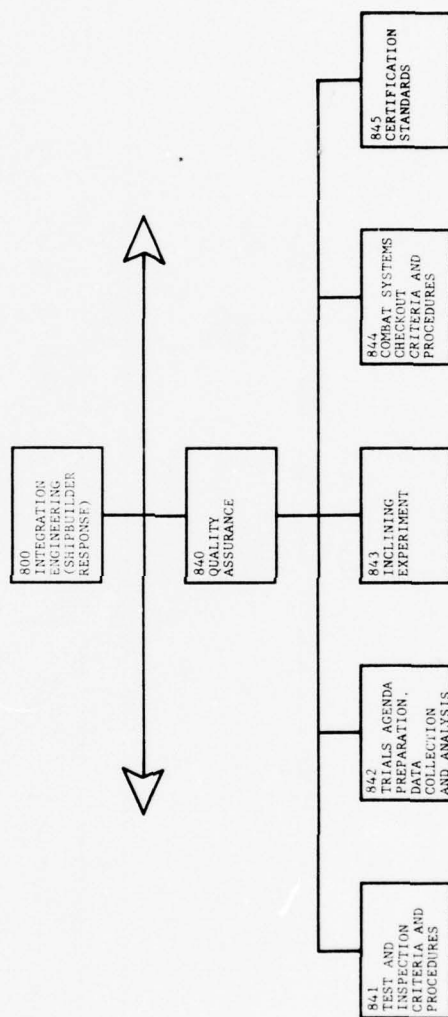 800
INTEGRATION
ENGINEERING
(SHIPBUILDER
RESPONSE)
840
QUALITY
ASSURANCE
841
TEST AND
INSPECTION
CRITERIA AND
PROCEDURES
842
TRIALS AGENDA
PREPARATION,
DATA
COLLECTION
AND ANALYSIS
843
INCLINING
EXPERIMENT
844
COMBAT SYSTEMS
CHECKOUT
CRITERIA AND
PROCEDURES
845
CERTIFICATION
STANDARDS